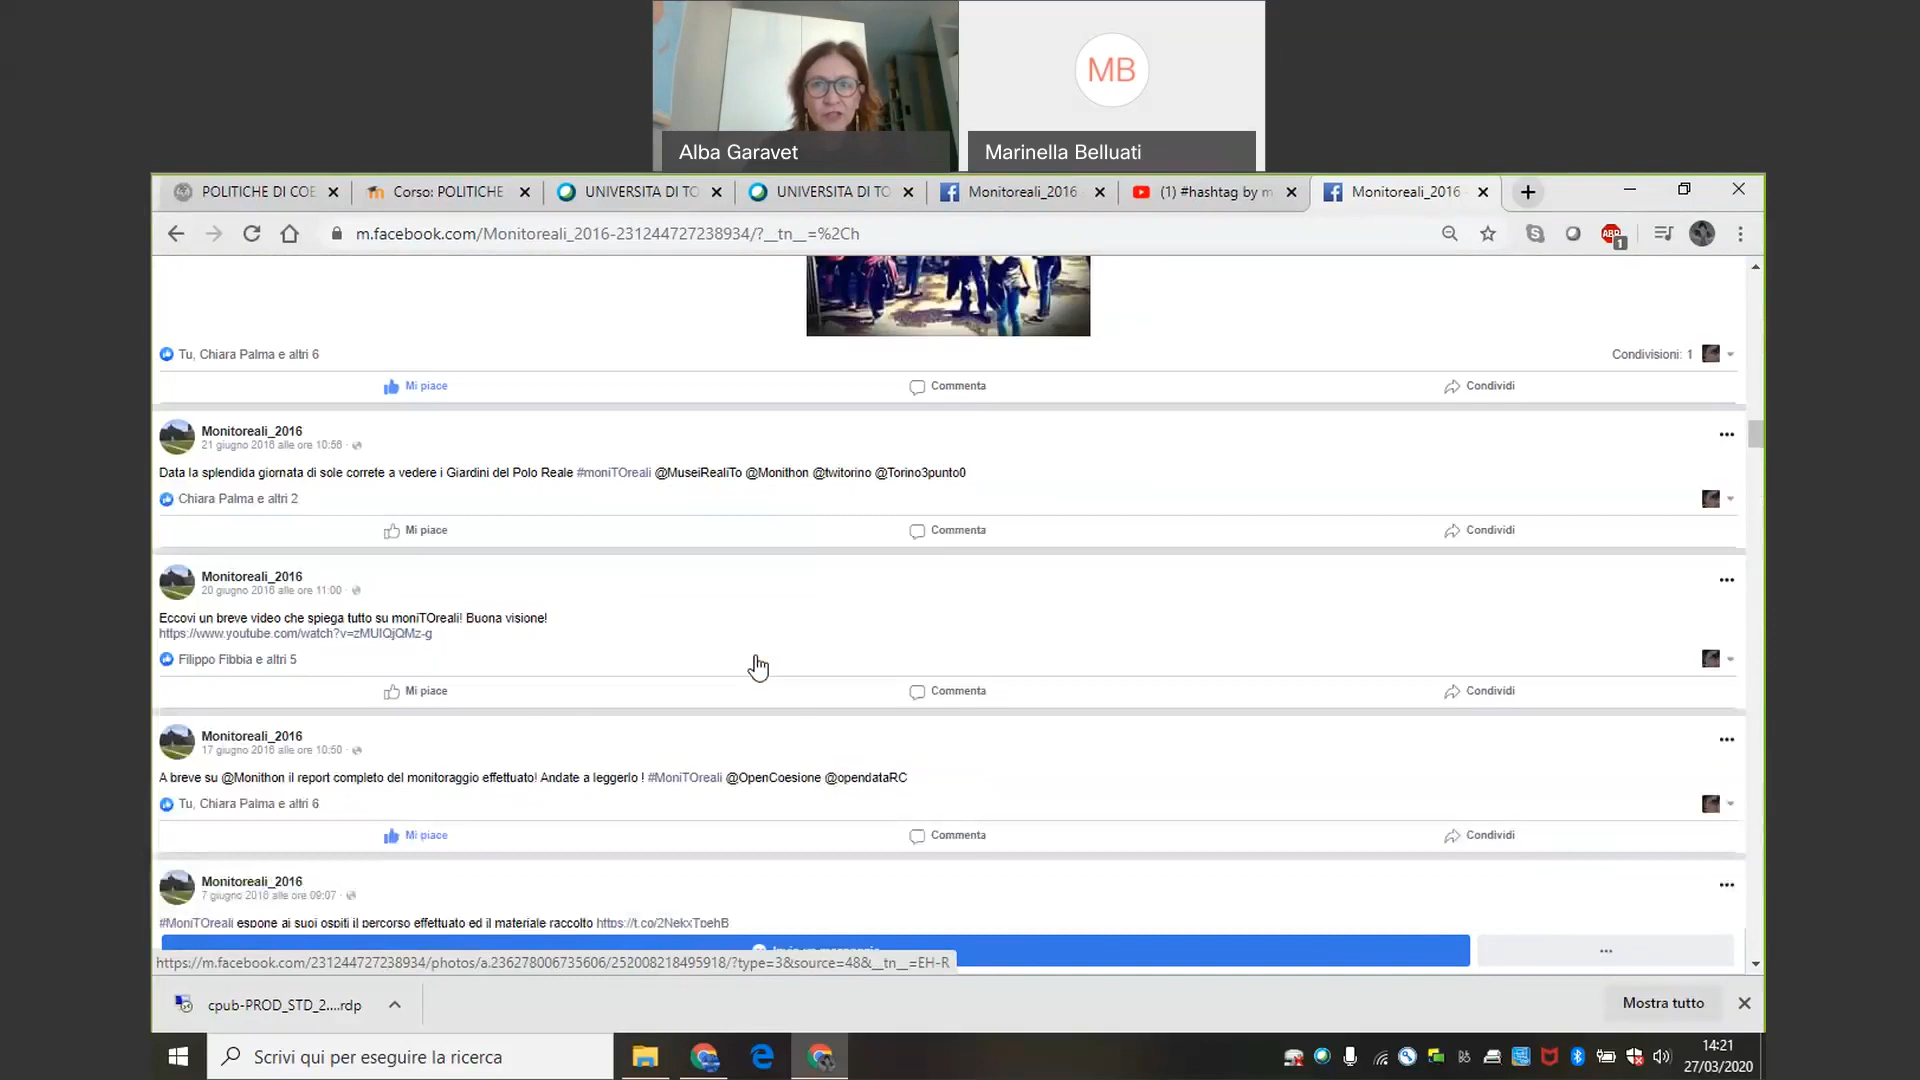 MB
Alba Garavet
Marinella Belluati
POLITICHE DI COE
Corso: POLITICHE
UNIVERSITA DI TO
UNIVERSITA DI TO
Monitoreali_2016
(1) #hashtag by m
Monitoreali_2016
m.facebook.com/Monitoreali_2016-231244727238934/?__tn__=%2Ch
ABP
1
Tu, Chiara Palma e altri 6
Condivisioni: 1
Mi piace
Commenta
Condividi
Monitoreali_2016
21 giugno 2016 alle ore 10:56 ·
Data la splendida giornata di sole correte a vedere i Giardini del Polo Reale #moniTOreali @MuseiRealiTo @Monithon @twitorino @Torino3punto0
Chiara Palma e altri 2
Mi piace
Commenta
Condividi
Monitoreali_2016
20 giugno 2016 alle ore 11:00 ·
Eccovi un breve video che spiega tutto su moniTOreali! Buona visione!
https://www.youtube.com/watch?v=zMUIQjQMz-g
Filippo Fibbia e altri 5
Mi piace
Commenta
Condividi
Monitoreali_2016
17 giugno 2016 alle ore 10:50 ·
A breve su @Monithon il report completo del monitoraggio effettuato! Andate a leggerlo ! #MoniTOreali @OpenCoesione @opendataRC
Tu, Chiara Palma e altri 6
Mi piace
Commenta
Condividi
Monitoreali_2016
7 giugno 2016 alle ore 09:07 ·
#MoniTOreali espone ai suoi ospiti il percorso effettuato ed il materiale raccolto https://t.co/2NekxTpehB
https://m.facebook.com/231244727238934/photos/a.236278006735606/252008218495918/?type=3&source=48&__tn__=EH-R
cpub-PROD_STD_2....rdp
Mostra tutto
Scrivi qui per eseguire la ricerca
14:21
27/03/2020